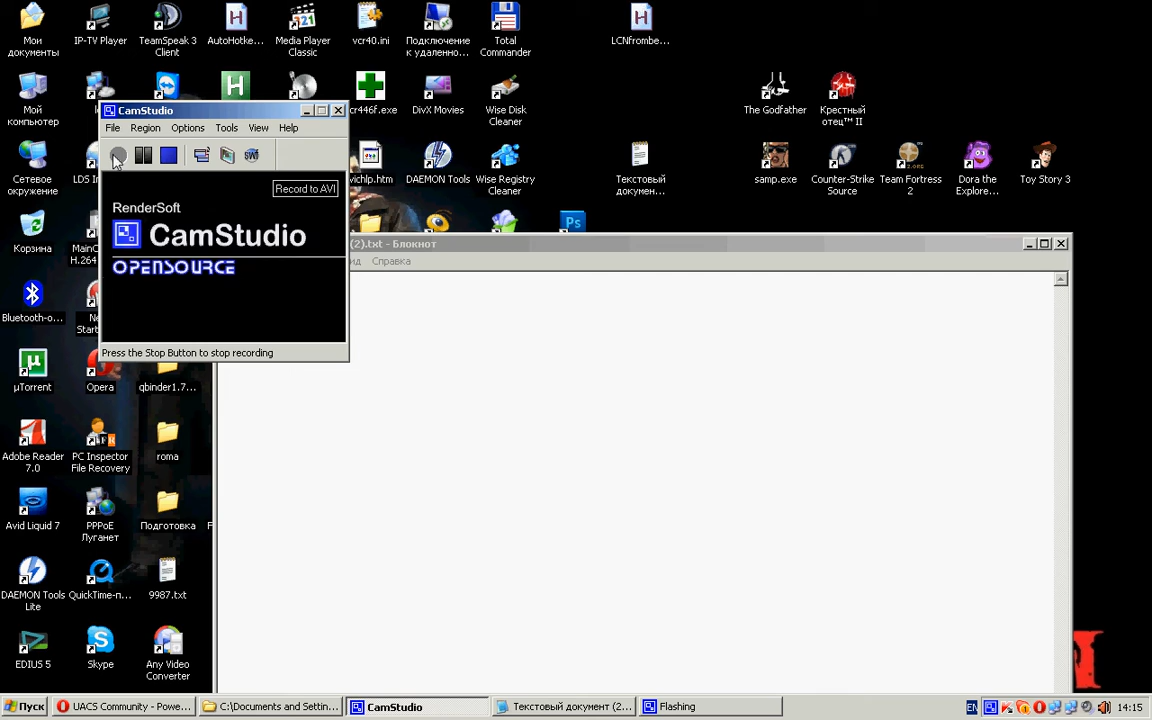 Мои документы
IP-TV Player
TeamSpeak 3 Client
AutoHotke...
Media Player Classic
vcr40.ini
Подключение к удаленно...
Total Commander
LCNfrombe...
Мой компьютер
cr446f.exe
DivX Movies
Wise Disk Cleaner
The Godfather
Крестный отец™ II
CamStudio
File Region Options Tools View Help
Record to AVI
RenderSoft
CamStudio
OPENSOURCE
Press the Stop Button to stop recording
Сетевое окружение
LDS
vichlp.htm
DAEMON Tools
Wise Registry Cleaner
Текстовый докумен...
samp.exe
Counter-Strike Source
Team Fortress 2
Dora the Explore...
Toy Story 3
Корзина
H.264
(2).txt - Блокнот
Справка
Bluetooth-o...
µTorrent
Opera
qbinder1.7...
Adobe Reader 7.0
PC Inspector File Recovery
roma
Avid Liquid 7
PPPoE Луганет
Подготовка
DAEMON Tools Lite
QuickTime-п...
9987.txt
EDIUS 5
Skype
Any Video Converter
Пуск
UACS Community - Powe...
C:\Documents and Settin...
CamStudio
Текстовый документ (2...
Flashing
EN
14:15